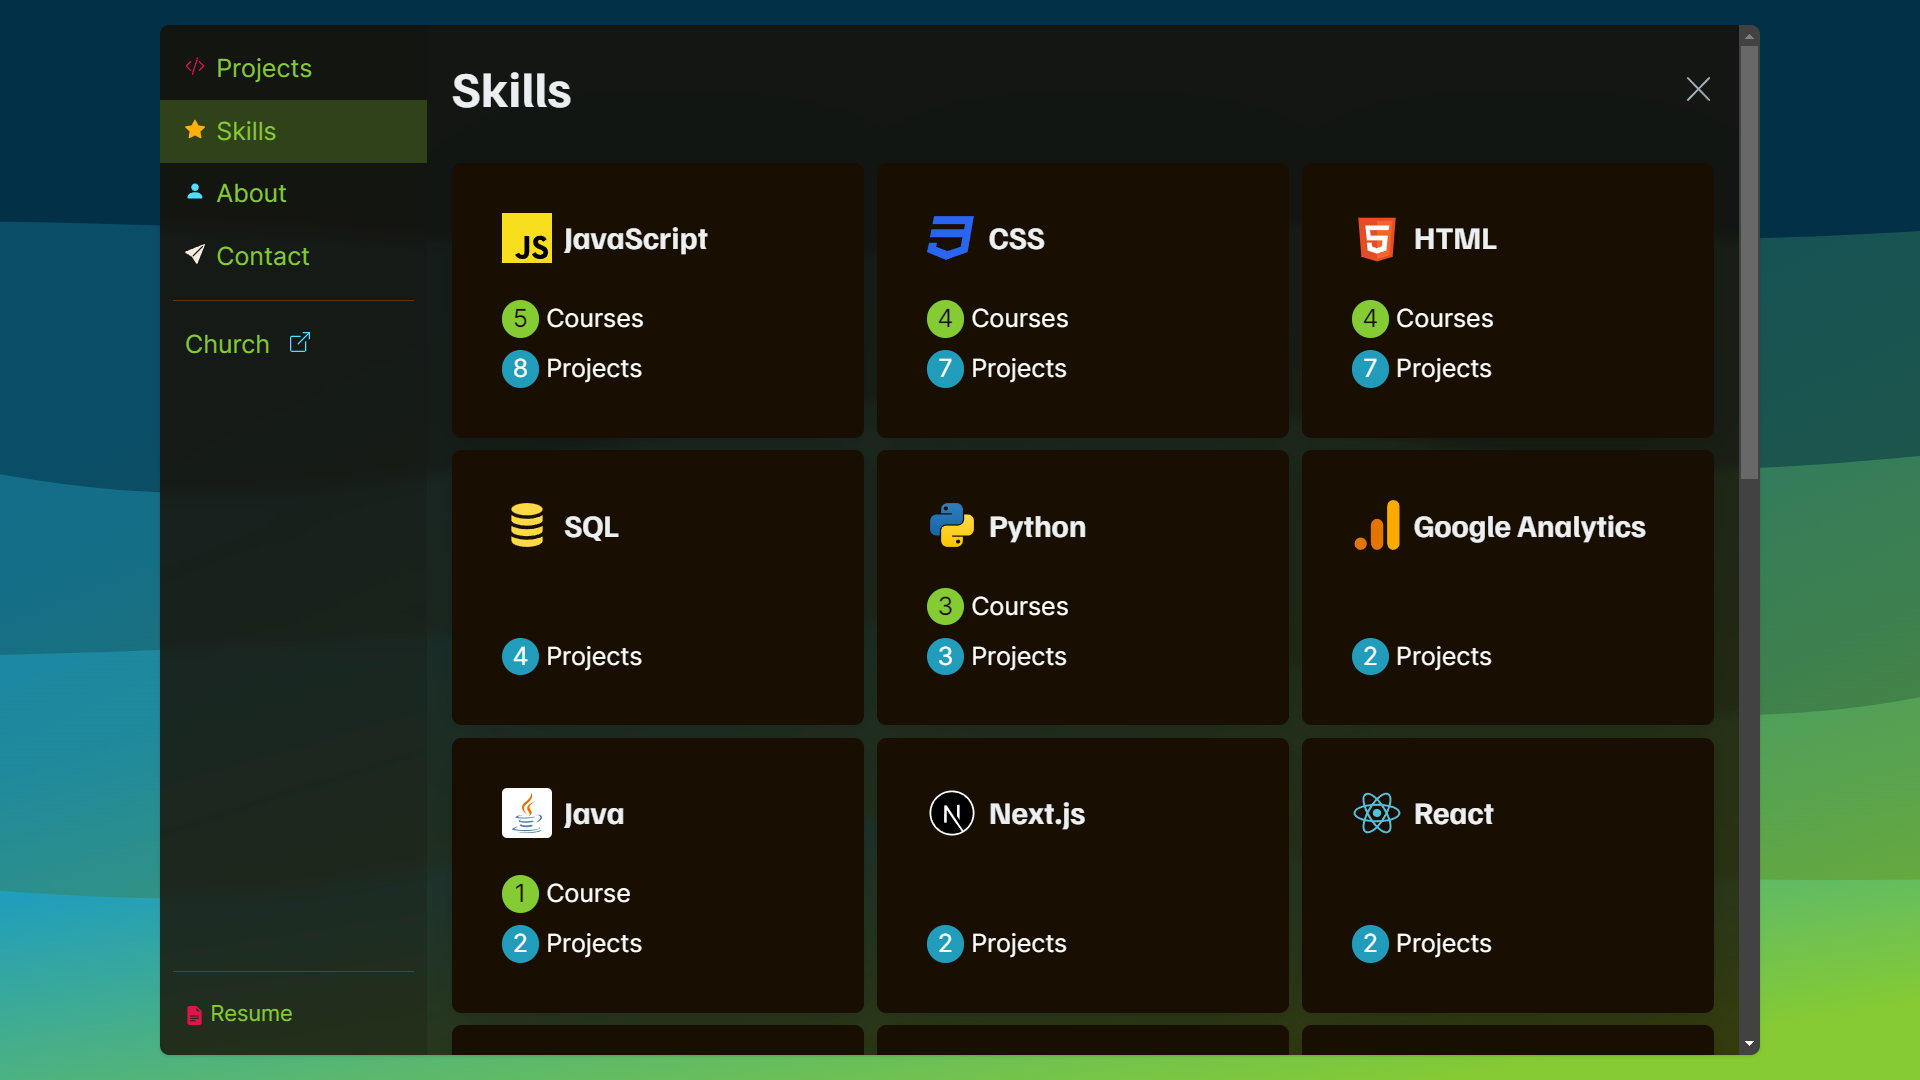 Projects
Skills
About
Contact
Church
Resume
Skills
JS JavaScript
5 Courses
8 Projects
CSS
4 Courses
7 Projects
5 HTML
4 Courses
7 Projects
SQL
4 Projects
Python
3 Courses
3 Projects
Google Analytics
2 Projects
Java
1 Course
2 Projects
N Next.js
2 Projects
React
2 Projects